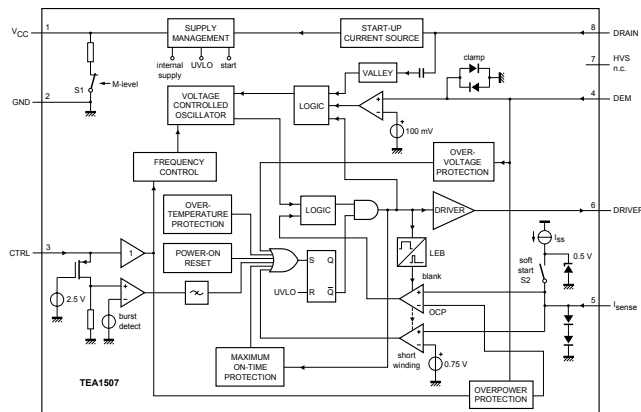 VCC
1
SUPPLY
MANAGEMENT
START-UP
CURRENT SOURCE
8
DRAIN
internal
supply
UVLO
start
clamp
7
HVS
n.c.
VALLEY
S1
M-level
GND
2
VOLTAGE
CONTROLLED
OSCILLATOR
LOGIC
4
DEM
100 mV
FREQUENCY
CONTROL
OVER-
VOLTAGE
PROTECTION
OVER-
TEMPERATURE
PROTECTION
LOGIC
DRIVER
6
DRIVER
CTRL
3
1
POWER-ON
RESET
S
Q
LEB
Iss
0.5 V
soft
start
S2
2.5 V
UVLO
R
Q
blank
burst
detect
OCP
5
Isense
short
winding
0.75 V
MAXIMUM
ON-TIME
PROTECTION
TEA1507
OVERPOWER
PROTECTION